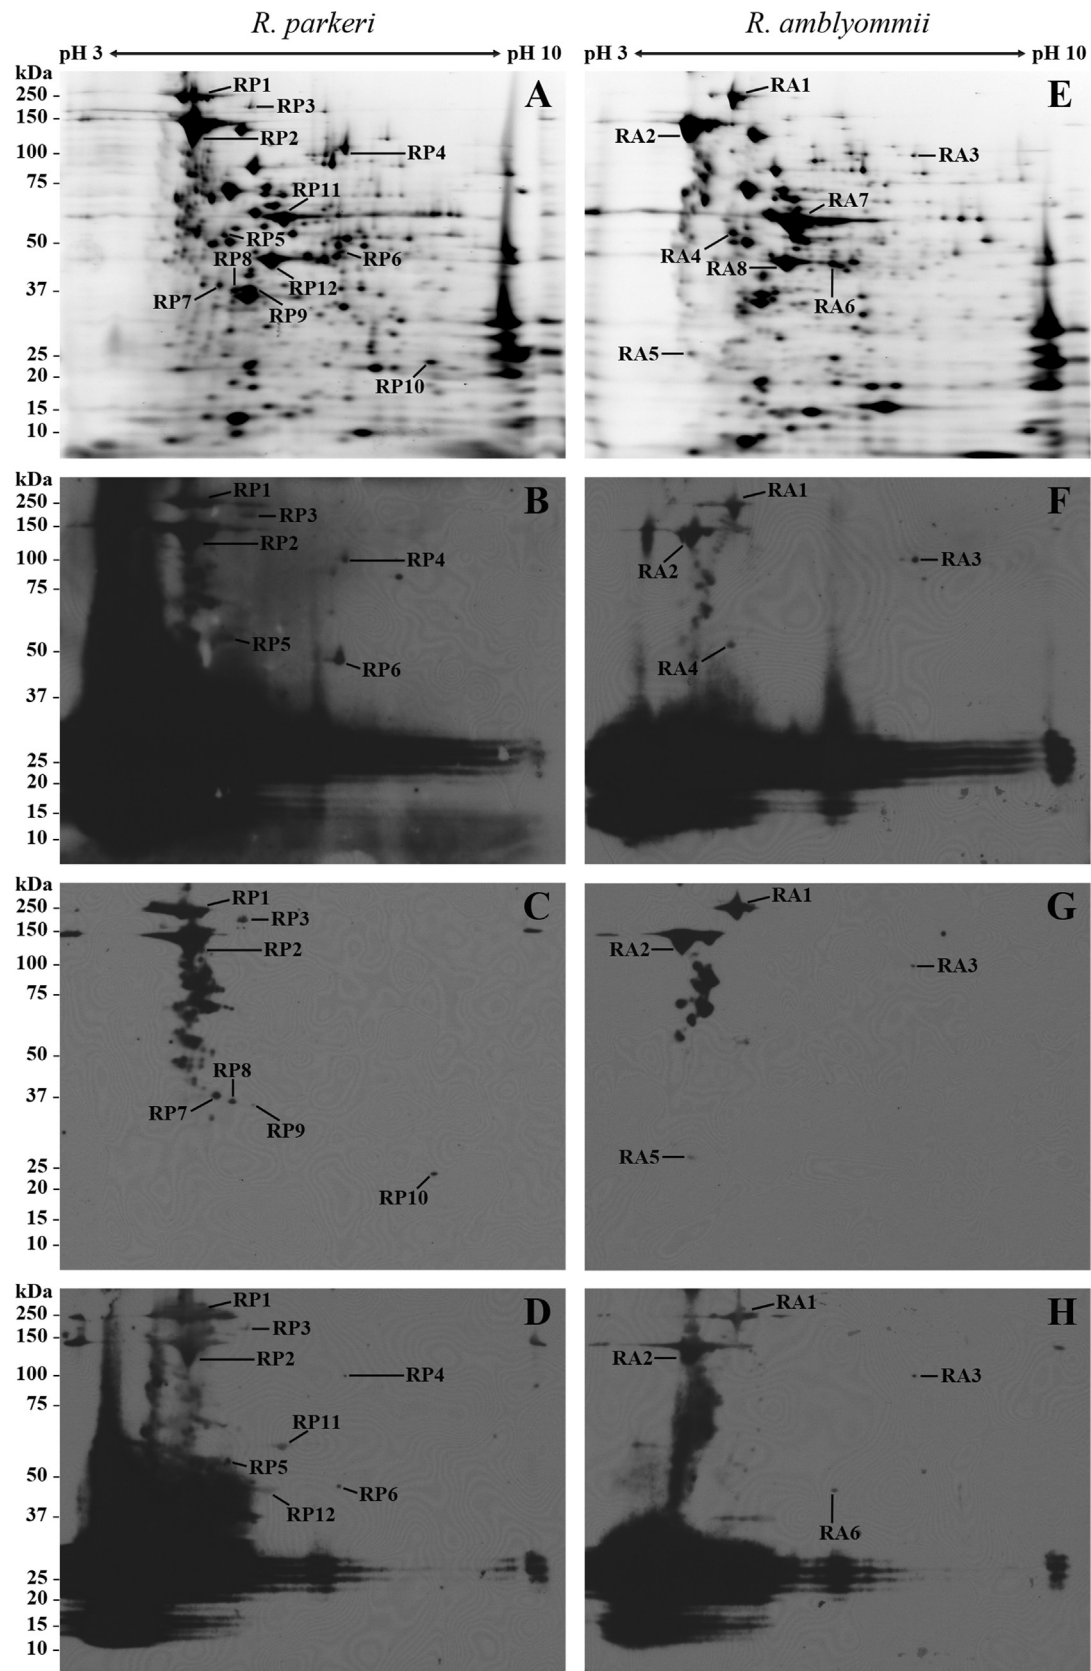 R. parkeri
R. amblyommii
pH 3 pH 10
pH 3 pH 10
kDa
250
150
100
75
50
37
25
20
15
10
A
RP1
RP3
RP2
RP4
RP11
RP5
RP8
RP6
RP7
RP12
RP9
RP10
E
RA1
RA2
RA3
RA7
RA4
RA8
RA6
RA5
kDa
250
150
100
75
50
37
25
20
15
10
B
RP1
RP3
RP2
RP4
RP5
RP6
F
RA1
RA2
RA3
RA4
kDa
250
150
100
75
50
37
25
20
15
10
C
RP1
RP3
RP2
RP8
RP7
RP9
RP10
G
RA1
RA2
RA3
RA5
kDa
250
150
100
75
50
37
25
20
15
10
D
RP1
RP3
RP2
RP4
RP11
RP5
RP6
RP12
H
RA1
RA2
RA3
RA6